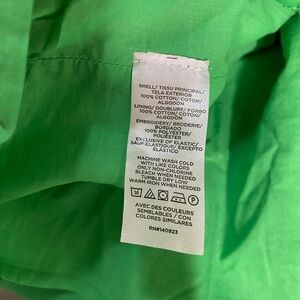 SHELL/ TISSU PRINCIPAL/
TELA EXTERIOR
100% COTTON/ COTON/
ALGODÓN
LINING/ DOUBLURE/ FORRO
100% COTTON/ COTON/
ALGODÓN
EMBROIDERY/ BRODERIE/
BORDADO
100% POLYESTER/
POLIÉSTER
EXCLUSIVE OF ELASTIC/
SAUF ÉLASTIQUE/ EXCEPTO
ELÁSTICO
MACHINE WASH COLD
WITH LIKE COLORS
ONLY NON-CHLORINE
BLEACH WHEN NEEDED
TUMBLE DRY LOW
WARM IRON WHEN NEEDED
AVEC DES COULEURS
SEMBLABLES / CON
COLORES SIMILARES
RN#140923